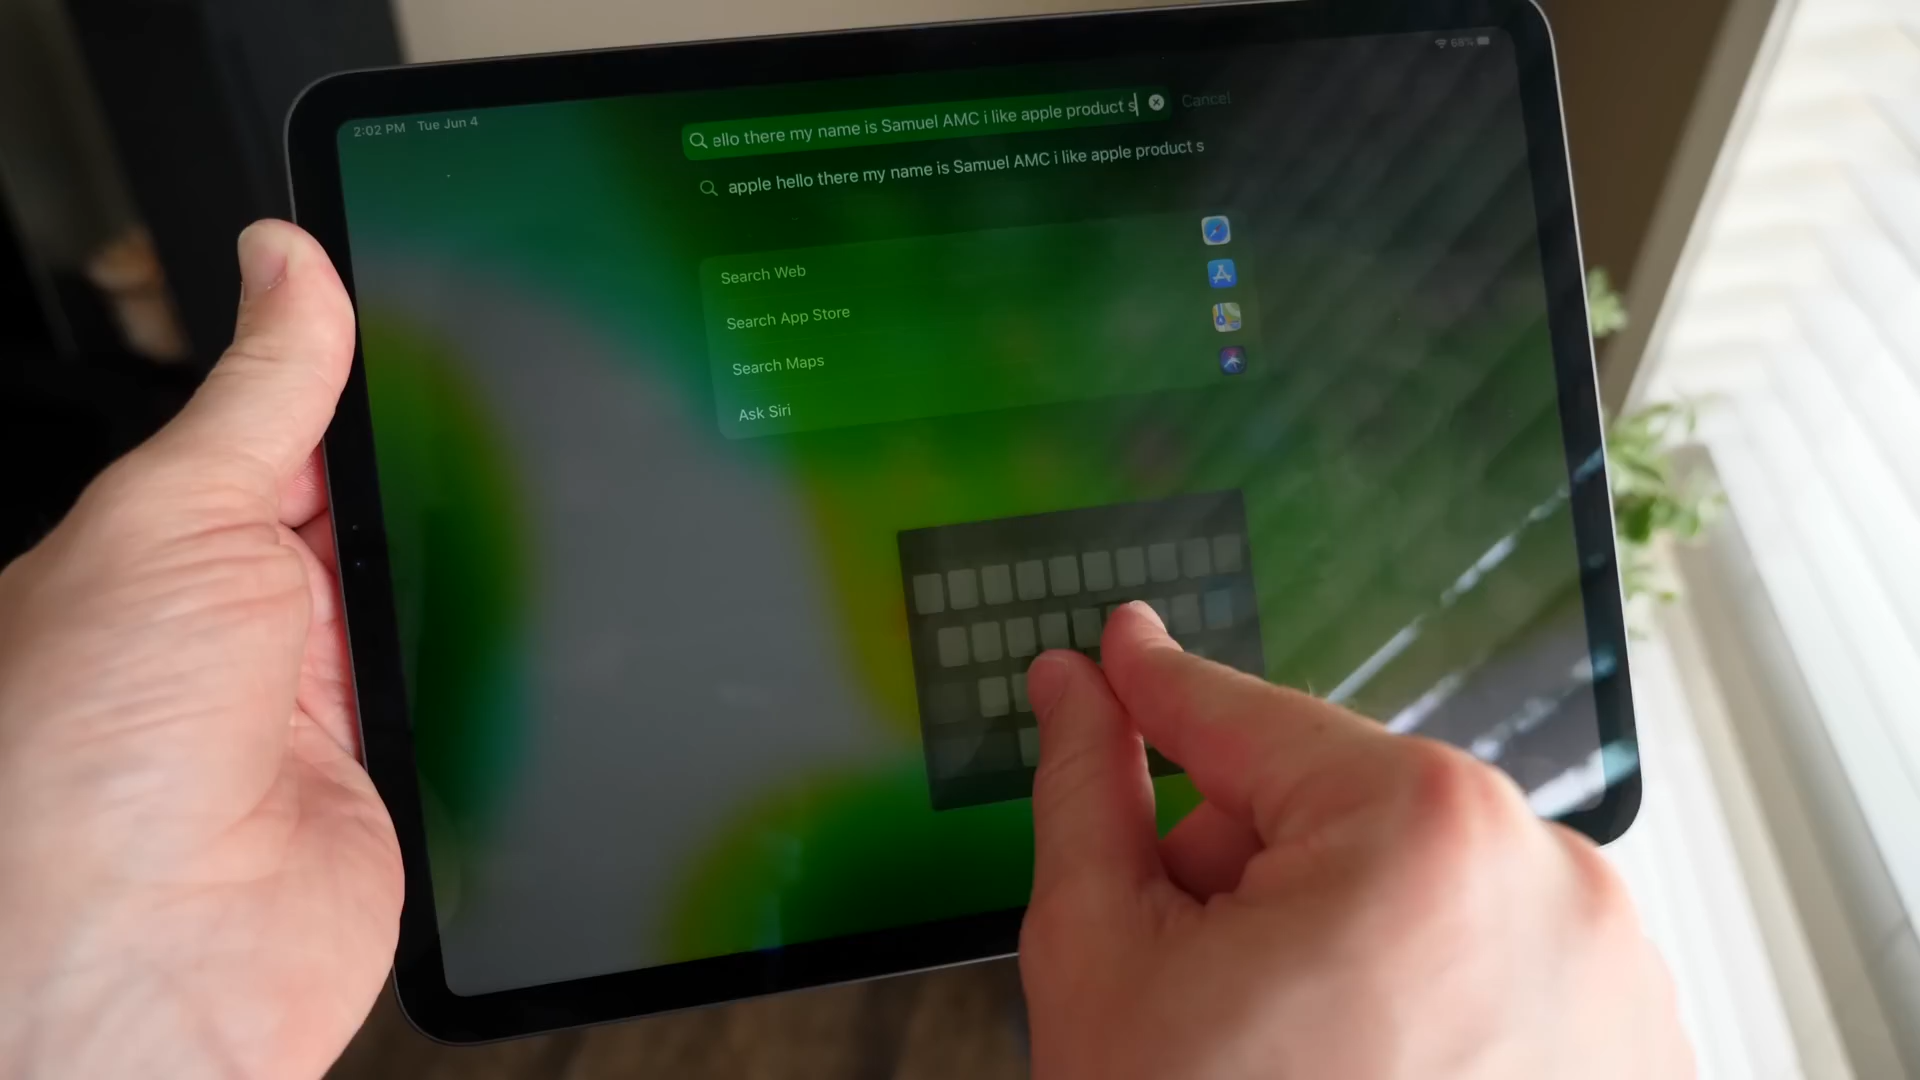 2:02 PM Tue Jun 4
68%
ello there my name is Samuel AMC i like apple product s
Cancel
apple hello there my name is Samuel AMC i like apple product s
Search Web
Search App Store
Search Maps
Ask Siri